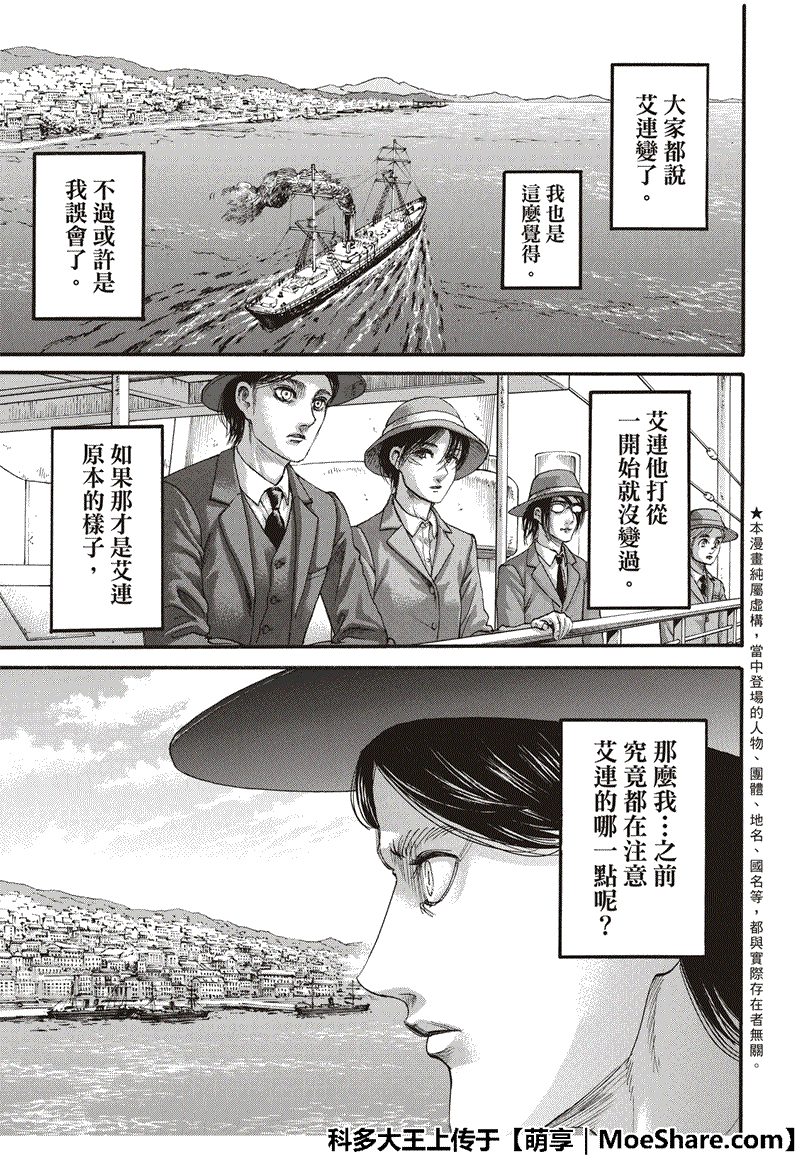 大家都說
艾連變了。
我也是
這麼覺得。
不過或許是
我誤會了。
艾連他打從
一開始就沒變過。
如果那才是艾連
原本的樣子，
那麼我…之前
究竟都在注意
艾連的哪一點呢？
★本漫畫純屬虛構，當中登場的人物、團體、地名、國名等，都與實際存在者無關。
科多大王上传于【萌享｜MoeShare.com】